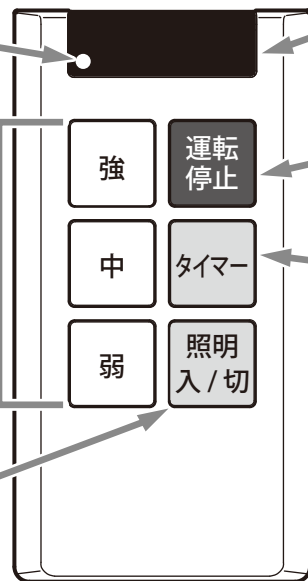 強
運転
停止
中
タイマー
弱
照明
入 / 切